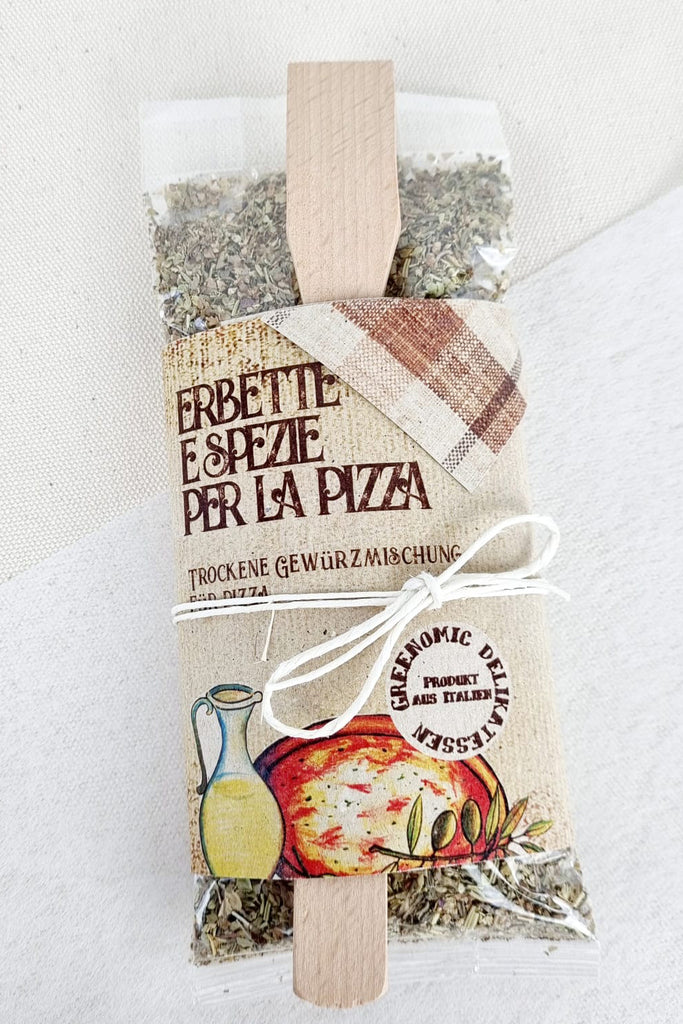 ERBETTE
E SPEZIE
PER LA PIZZA
TROCKENE GEWÜRZMISCHUNG
FÜR PIZZA
GREENOMIC DELIKATESSEN
PRODUKT
AUS ITALIEN